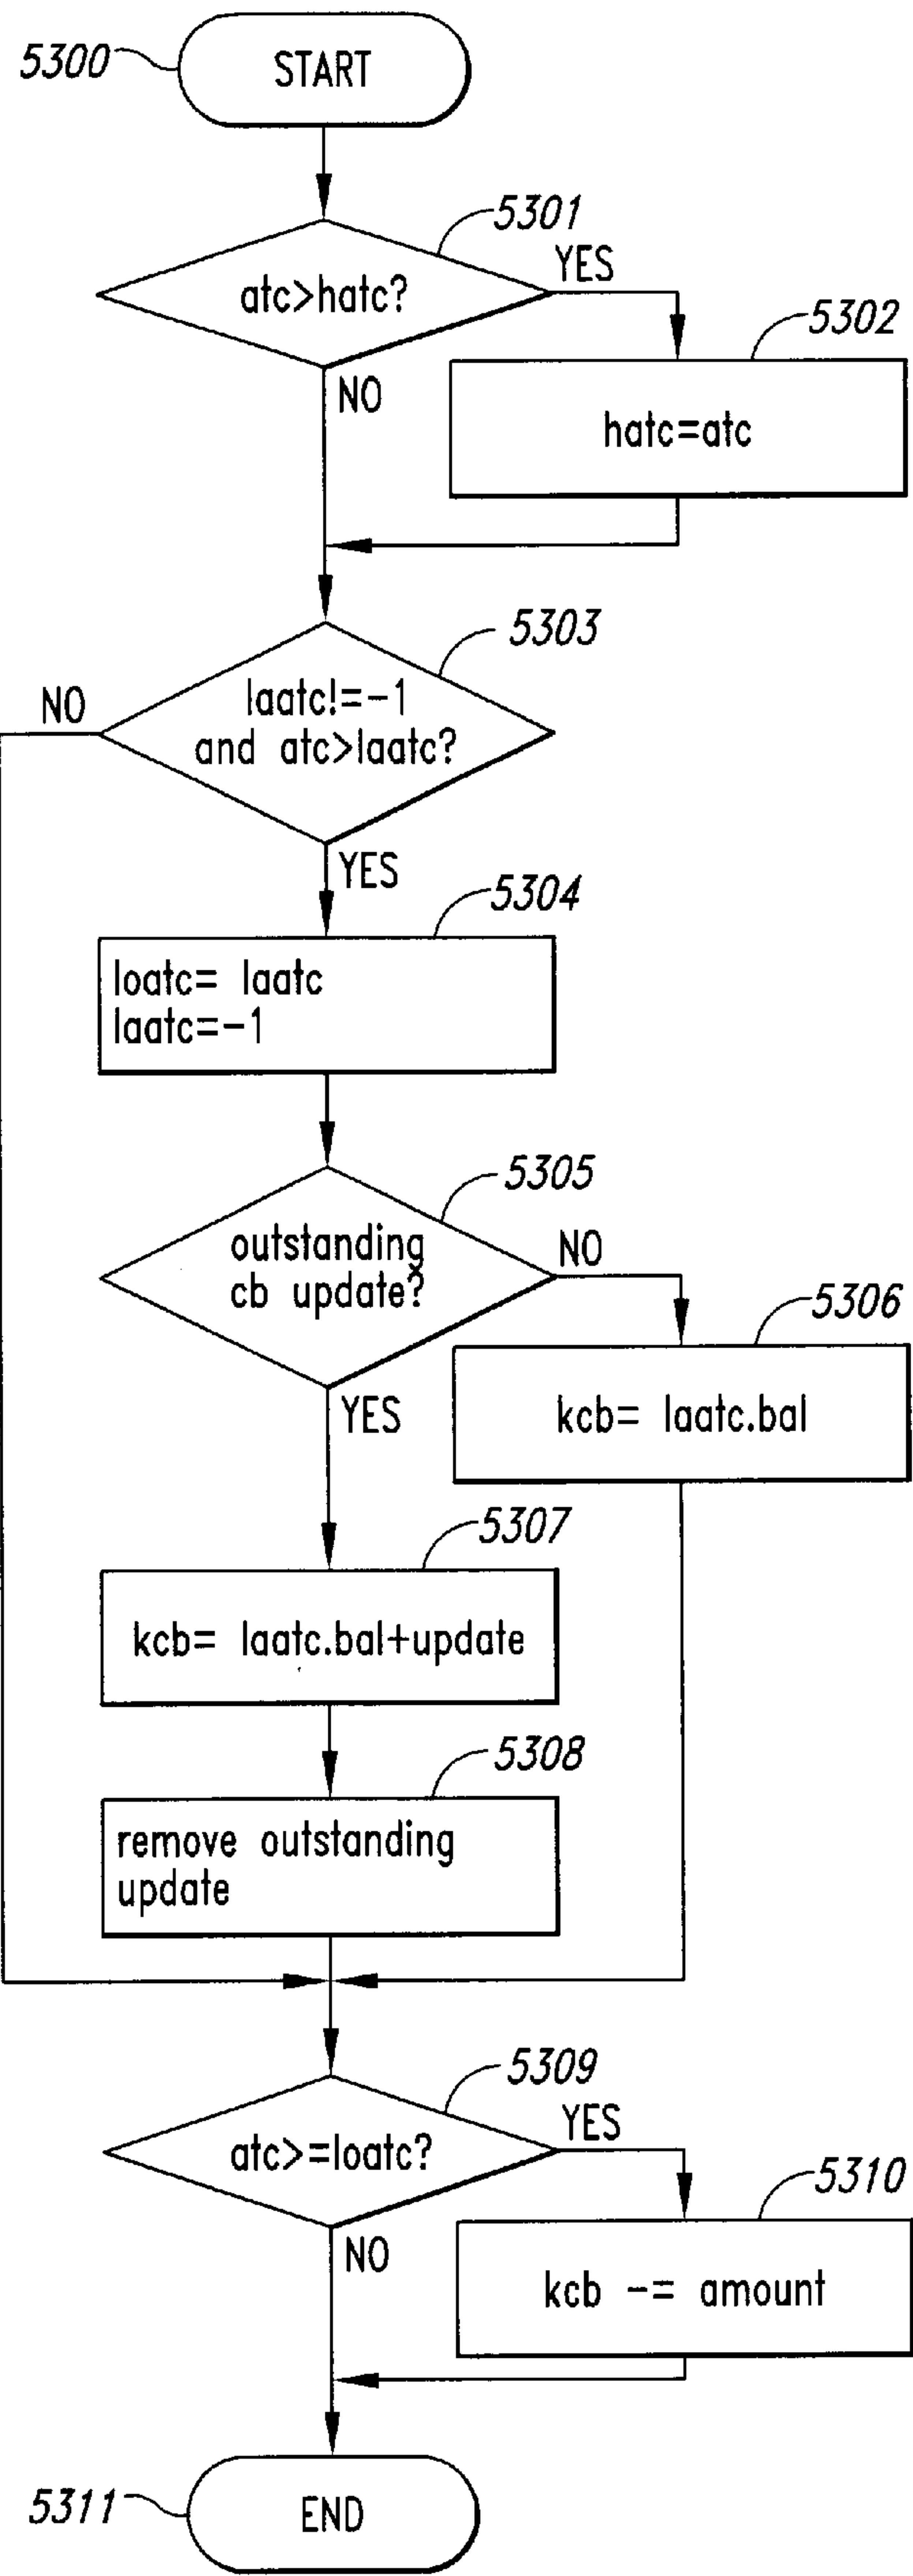 5300
START
5301
atc>hatc?
YES
5302
NO
hatc=atc
5303
NO
laatc!=-1
and atc>laatc?
YES
5304
loatc= laatc
laatc=-1
5305
outstanding
cb update?
NO
5306
YES
kcb= laatc.bal
5307
kcb= laatc.bal+update
5308
remove outstanding
update
5309
YES
atc>=loatc?
5310
NO
kcb -= amount
5311
END